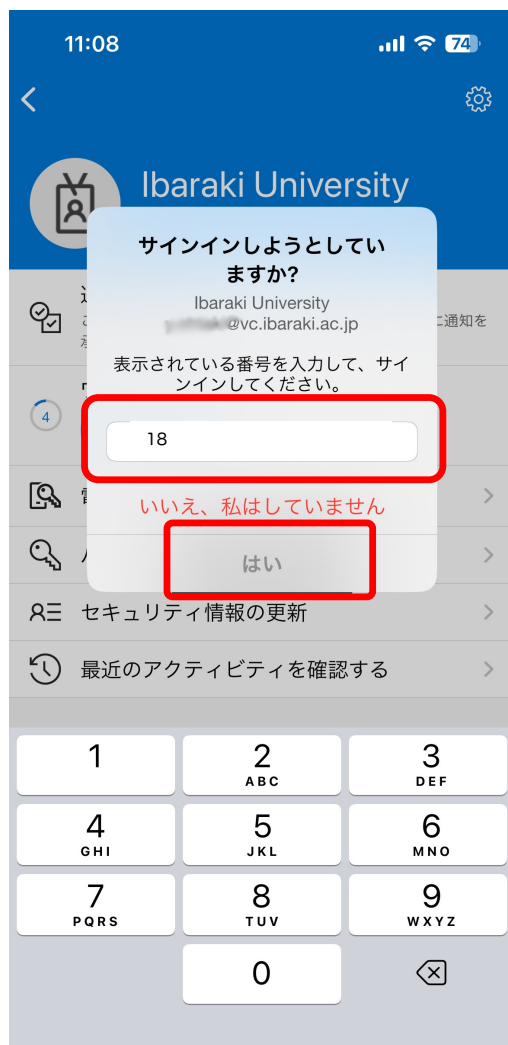 11:08
74
Ibaraki University
サインインしようとしてい
ますか?
Ibaraki University
@vc.ibaraki.ac.jp
に通知を
表示されている番号を入力して、サイ
ンインしてください。
4
18
いいえ、私はしていません
はい
セキュリティ情報の更新
最近のアクティビティを確認する
1
2
ABC
3
DEF
4
GHI
5
JKL
6
MNO
7
PQRS
8
TUV
9
WXYZ
0